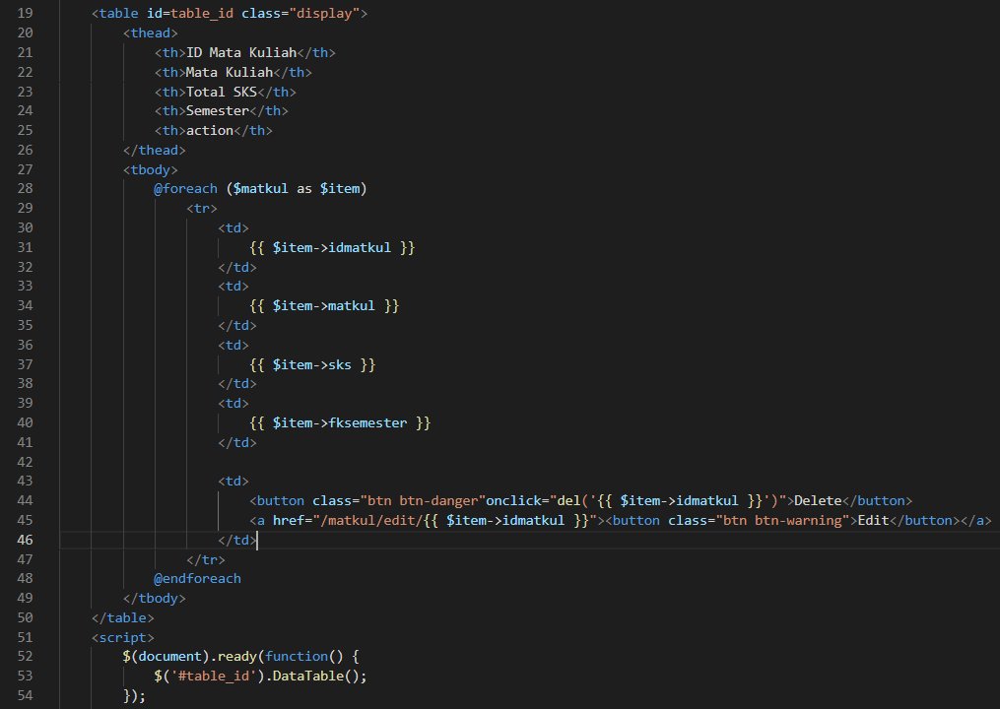 19 <table id=table_id class="display">
20 <thead>
21 <th>ID Mata Kuliah</th>
22 <th>Mata Kuliah</th>
23 <th>Total SKS</th>
24 <th>Semester</th>
25 <th>action</th>
26 </thead>
27 <tbody>
28 @foreach ($matkul as $item)
29 <tr>
30 <td>
31 {{ $item->idmatkul }}
32 </td>
33 <td>
34 {{ $item->matkul }}
35 </td>
36 <td>
37 {{ $item->sks }}
38 </td>
39 <td>
40 {{ $item->fksemester }}
41 </td>
42
43 <td>
44 <button class="btn btn-danger"onclick="del('{{ $item->idmatkul }}')">Delete</button>
45 <a href="/matkul/edit/{{ $item->idmatkul }}"><button class="btn btn-warning">Edit</button></a>
46 </td>
47 </tr>
48 @endforeach
49 </tbody>
50 </table>
51 <script>
52 $(document).ready(function() {
53 $('#table_id').DataTable();
54 });